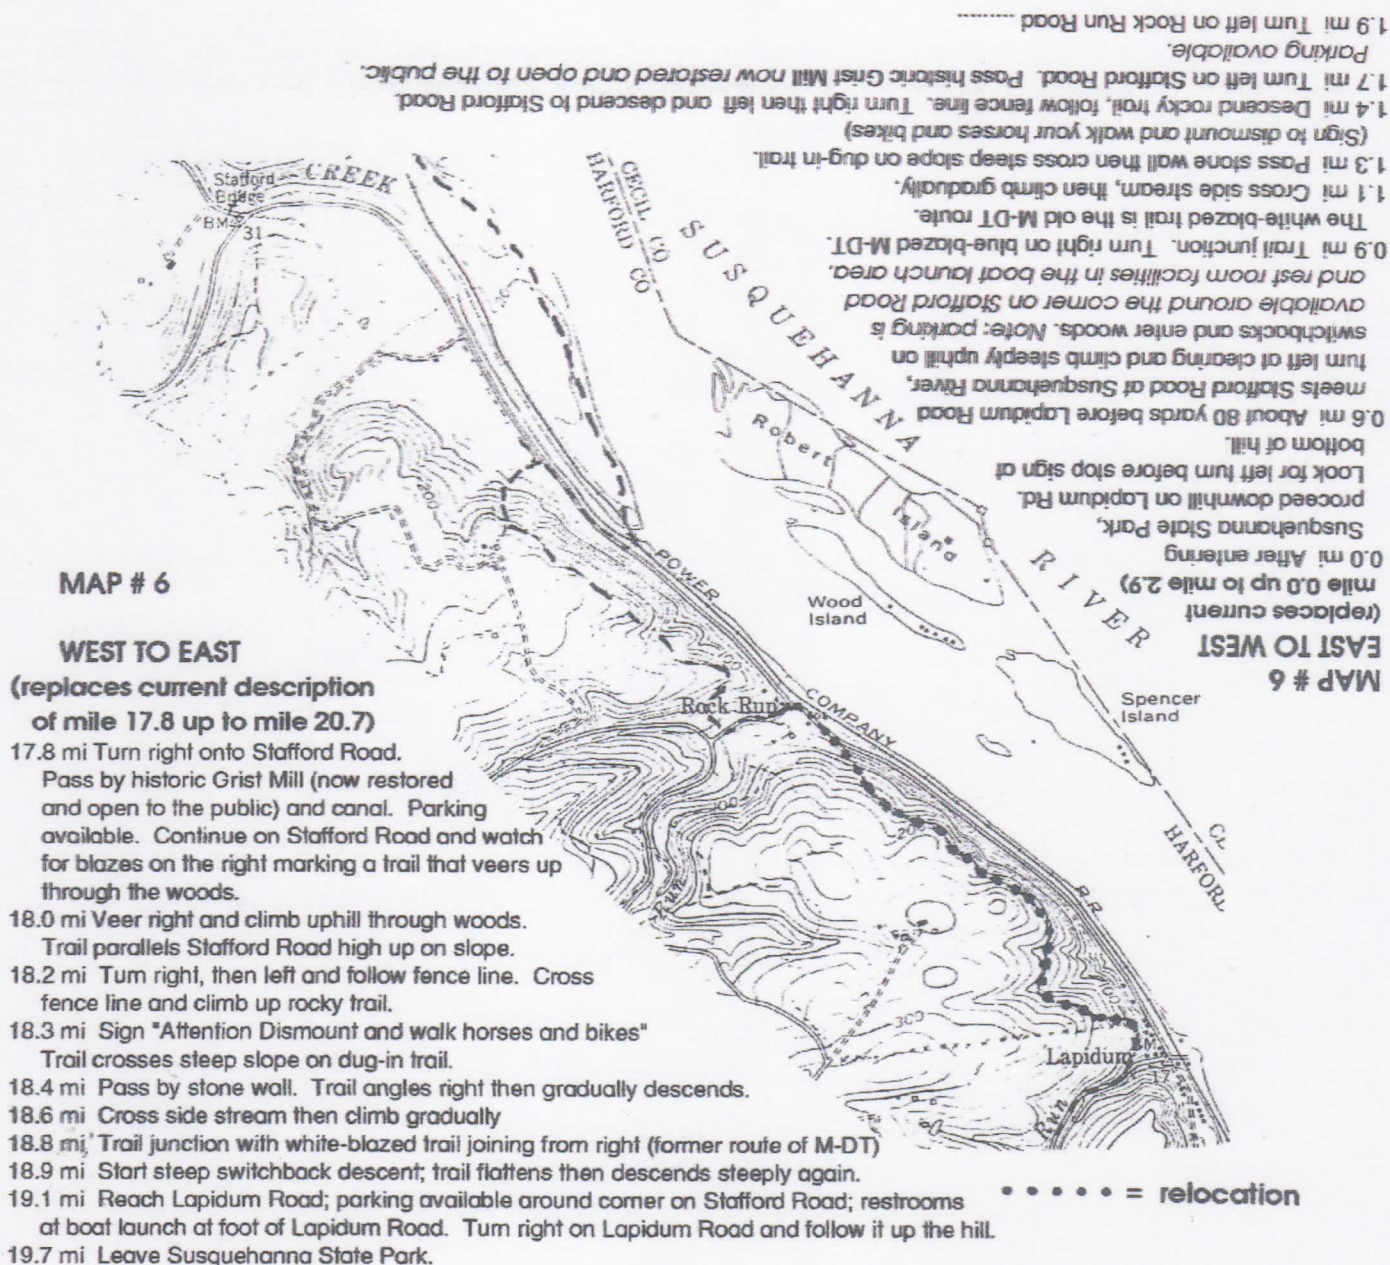 MAP # 6
WEST TO EAST
(replaces current description
of mile 17.8 up to mile 20.7)
17.8 mi Turn right onto Stafford Road.
Pass by historic Grist Mill (now restored
and open to the public) and canal. Parking
available. Continue on Stafford Road and watch
for blazes on the right marking a trail that veers up
through the woods.
18.0 mi Veer right and climb uphill through woods.
Trail parallels Stafford Road high up on slope.
18.2 mi Turn right, then left and follow fence line. Cross
fence line and climb up rocky trail.
18.3 mi Sign "Attention Dismount and walk horses and bikes"
Trail crosses steep slope on dug-in trail.
18.4 mi Pass by stone wall. Trail angles right then gradually descends.
18.6 mi Cross side stream then climb gradually
18.8 mi Trail junction with white-blazed trail joining from right (former route of M-DT)
18.9 mi Start steep switchback descent; trail flattens then descends steeply again.
19.1 mi Reach Lapidum Road; parking available around corner on Stafford Road; restrooms
at boat launch at foot of Lapidum Road. Turn right on Lapidum Road and follow it up the hill.
19.7 mi Leave Susquehanna State Park.
• • • • • = relocation
MAP # 6
EAST TO WEST
(replaces current
mile 0.0 up to mile 2.9)
0.0 mi After entering
Susquehanna State Park,
proceed downhill on Lapidum Rd.
Look for left turn before stop sign at
bottom of hill.
0.6 mi About 80 yards before Lapidum Road
meets Stafford Road at Susquehanna River,
turn left at clearing and climb steeply uphill on
switchbacks and enter woods. Note: parking is
available around the corner on Stafford Road
and rest room facilities in the boat launch area.
0.9 mi Trail junction. Turn right on blue-blazed M-DT.
The white-blazed trail is the old M-DT route.
1.1 mi Cross side stream, then climb gradually.
1.3 mi Pass stone wall then cross steep slope on dug-in trail.
(Sign to dismount and walk your horses and bikes)
1.4 mi Descend rocky trail, follow fence line. Turn right then left and descend to Stafford Road.
1.7 mi Turn left on Stafford Road. Pass historic Grist Mill now restored and open to the public.
Parking available.
1.9 mi Turn left on Rock Run Road ..........
Stafford
Bridge
BM
31
CREEK
CECIL CO
HARFORD CO
SUSQUEHANNA
RIVER
Robert
Island
Wood
Island
Spencer
Island
POWER
COMPANY
R.R
Rock Run
Run
200
100
300
CL
HARFORD
Lapidum
BM
17
Run